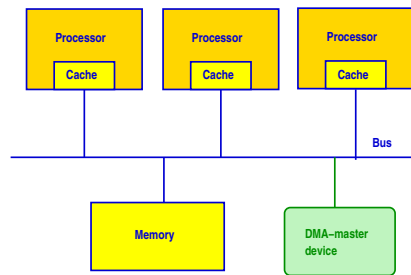 Processor
Processor
Processor
Cache
Cache
Cache
Bus
Memory
DMA-master
device